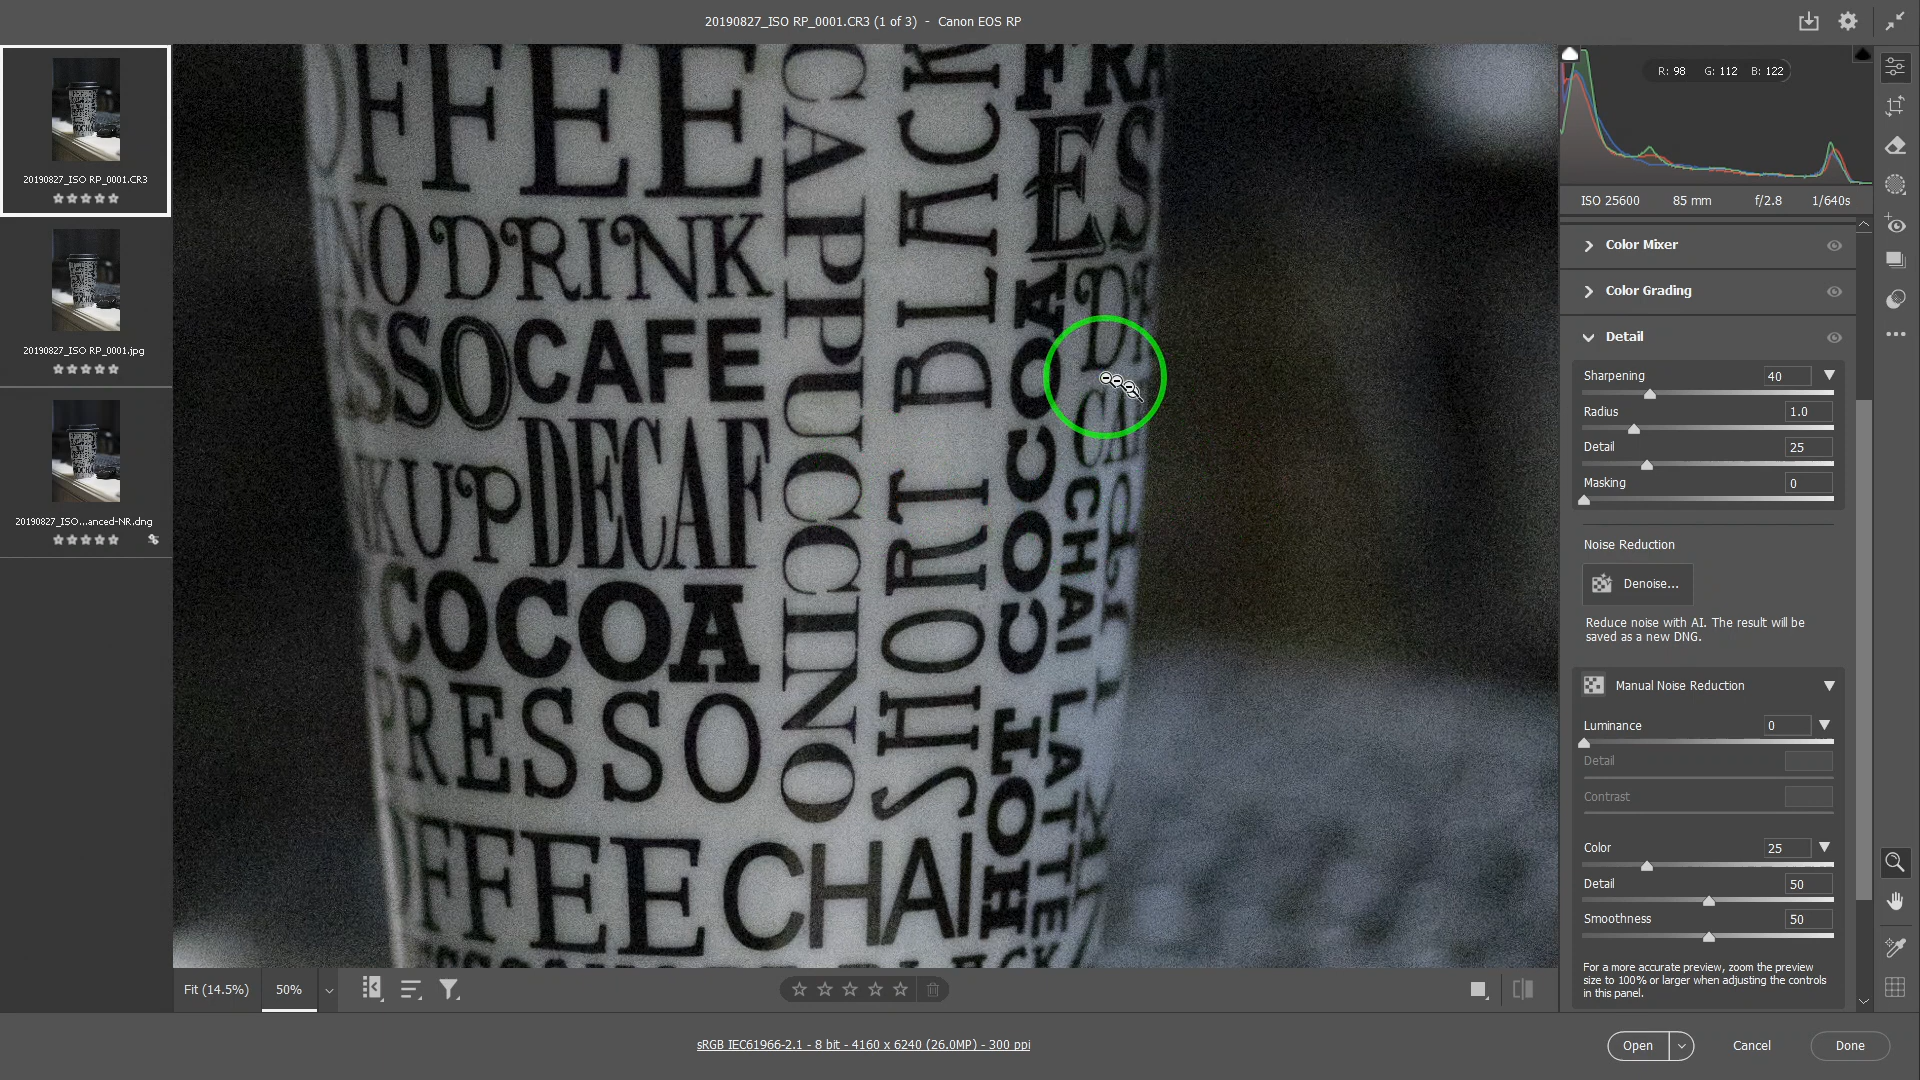 20190827_ISO RP_0001.CR3 (1 of 3) - Canon EOS RP
20190827_ISO RP_0001.CR3
20190827_ISO RP_0001.jpg
20190827_ISO...anced-NR.dng
FFEE
NO DRINK
SSO CAFE
KUP DECAF
COCOA
PRESSO
FFEE CHAI
CAPPUCCINO
SHORT BLACK
HOT COCOA
LATTE CHAI
R: 98 G: 112 B: 122
ISO 25600 85 mm f/2.8 1/640s
Color Mixer
Color Grading
Detail
Sharpening 40
Radius 1.0
Detail 25
Masking 0
Noise Reduction
Denoise...
Reduce noise with AI. The result will be
saved as a new DNG.
Manual Noise Reduction
Luminance 0
Detail
Contrast
Color 25
Detail 50
Smoothness 50
For a more accurate preview, zoom the preview
size to 100% or larger when adjusting the controls
in this panel.
Fit (14.5%) 50%
sRGB IEC61966-2.1 - 8 bit - 4160 x 6240 (26.0MP) - 300 ppi
Open Cancel Done